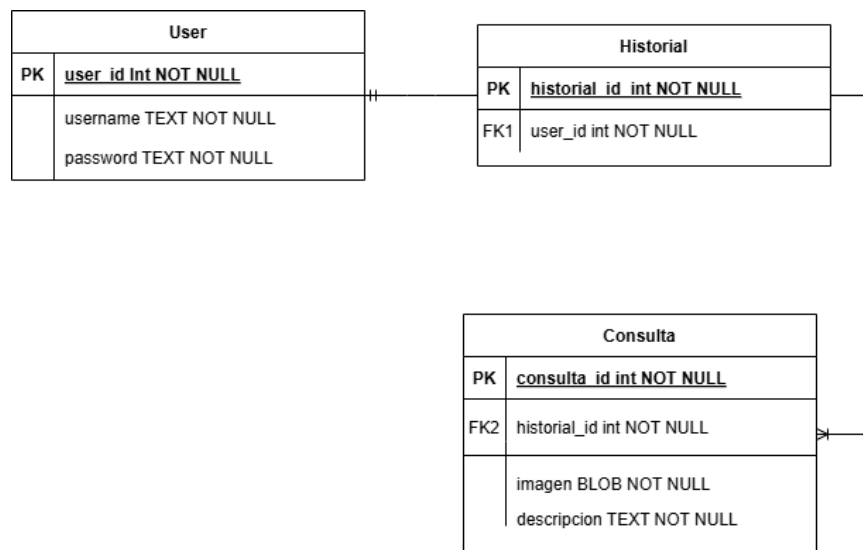 User
PK user_id Int NOT NULL
username TEXT NOT NULL
password TEXT NOT NULL
Historial
PK historial_id int NOT NULL
FK1 user_id int NOT NULL
Consulta
PK consulta_id int NOT NULL
FK2 historial_id int NOT NULL
imagen BLOB NOT NULL
descripcion TEXT NOT NULL